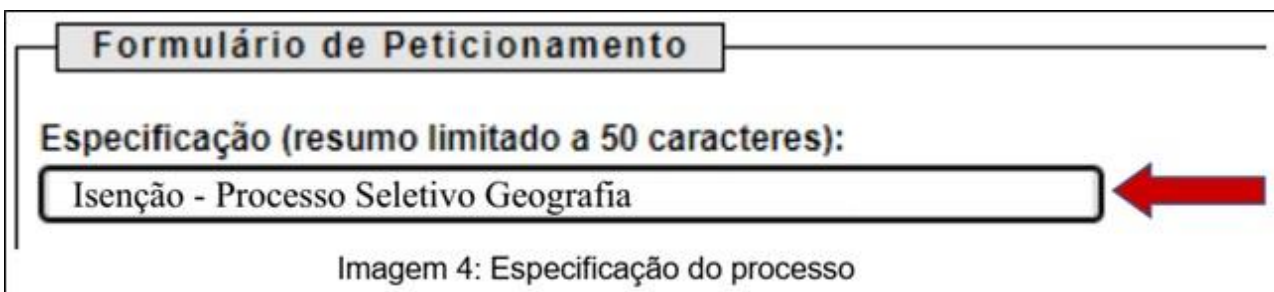 Formulário de Peticionamento
Especificação (resumo limitado a 50 caracteres):
Isenção - Processo Seletivo Geografia
Imagem 4: Especificação do processo